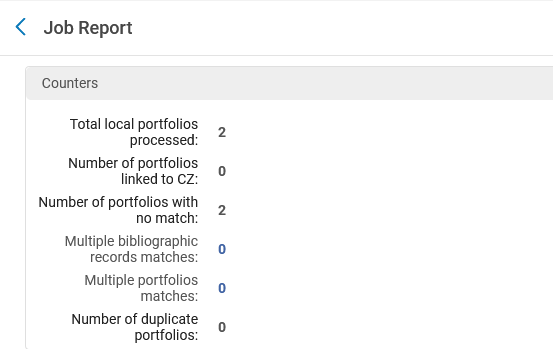 Job Report
Counters
Total local portfolios
processed:
2
Number of portfolios
linked to CZ:
0
Number of portfolios with
no match:
2
Multiple bibliographic
records matches:
0
Multiple portfolios
matches:
0
Number of duplicate
portfolios:
0